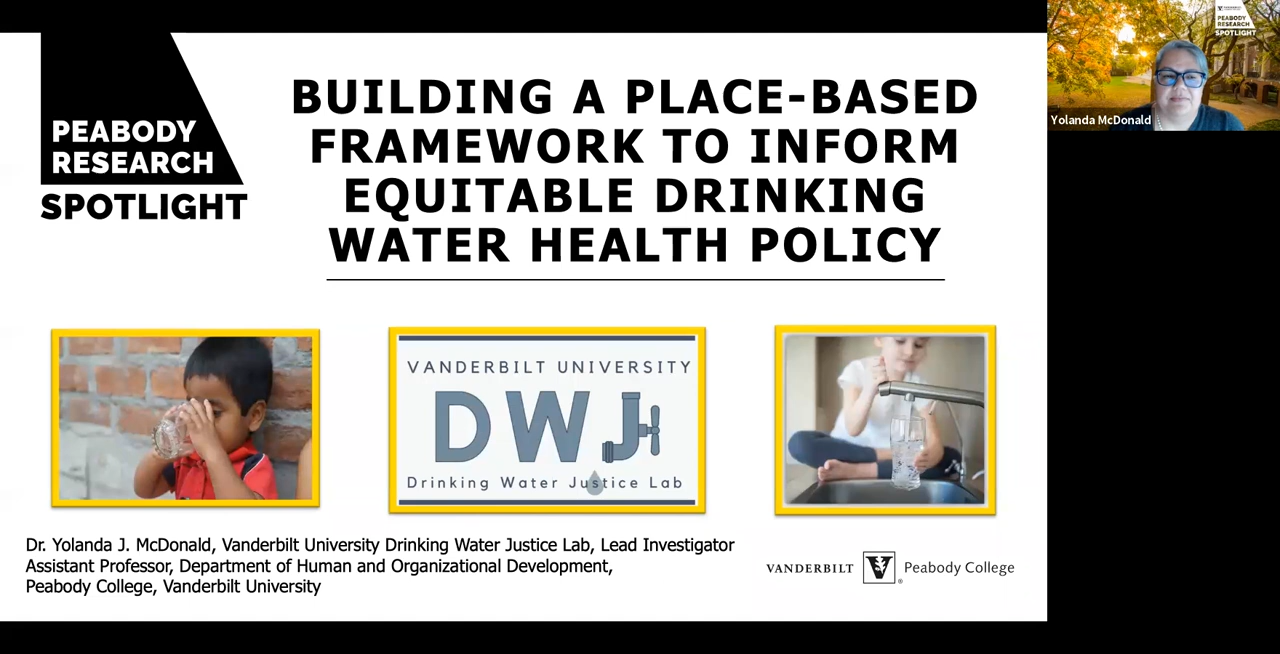 PEABODY
RESEARCH
SPOTLIGHT
BUILDING A PLACE-BASED
FRAMEWORK TO INFORM
EQUITABLE DRINKING
WATER HEALTH POLICY
VANDERBILT UNIVERSITY
DWJ
Drinking Water Justice Lab
Dr. Yolanda J. McDonald, Vanderbilt University Drinking Water Justice Lab, Lead Investigator
Assistant Professor, Department of Human and Organizational Development,
Peabody College, Vanderbilt University
VANDERBILT V® Peabody College
PEABODY
RESEARCH
SPOTLIGHT
Yolanda McDonald